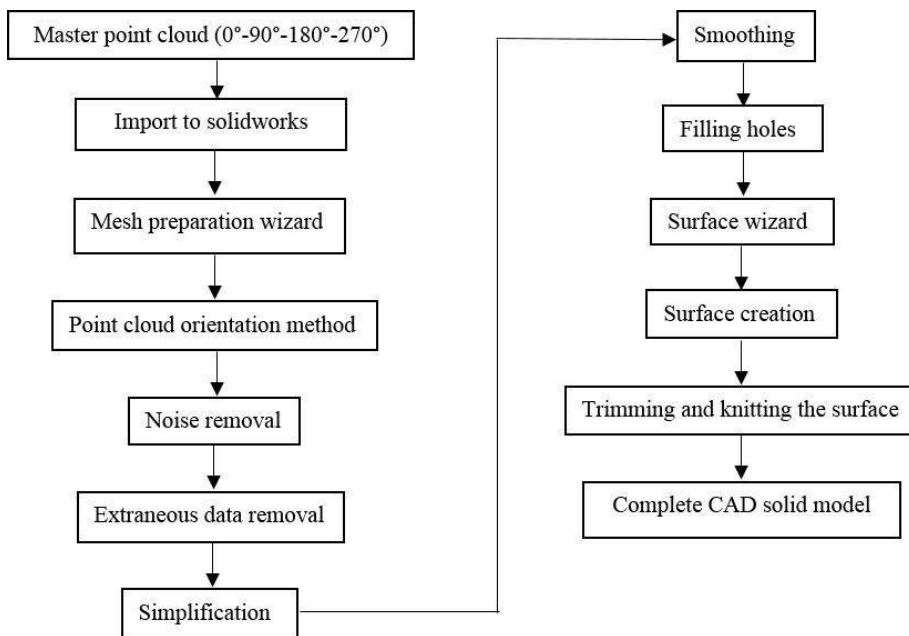 Master point cloud (0°-90°-180°-270°)
Import to solidworks
Mesh preparation wizard
Point cloud orientation method
Noise removal
Extraneous data removal
Simplification
Smoothing
Filling holes
Surface wizard
Surface creation
Trimming and knitting the surface
Complete CAD solid model